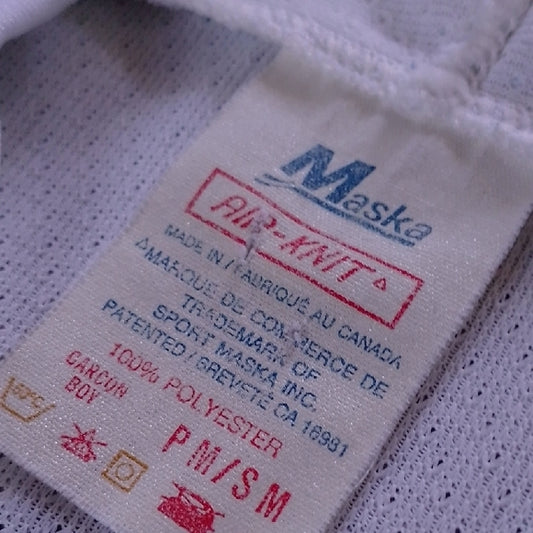 Maska
AIR-KNIT △
MADE IN / FABRIQUÉ AU CANADA
△MARQUE DE COMMERCE DE
TRADEMARK OF
SPORT MASKA INC.
PATENTED / BREVETÉ CA 16981
100% POLYESTER
GARCON
BOY
P M / S M